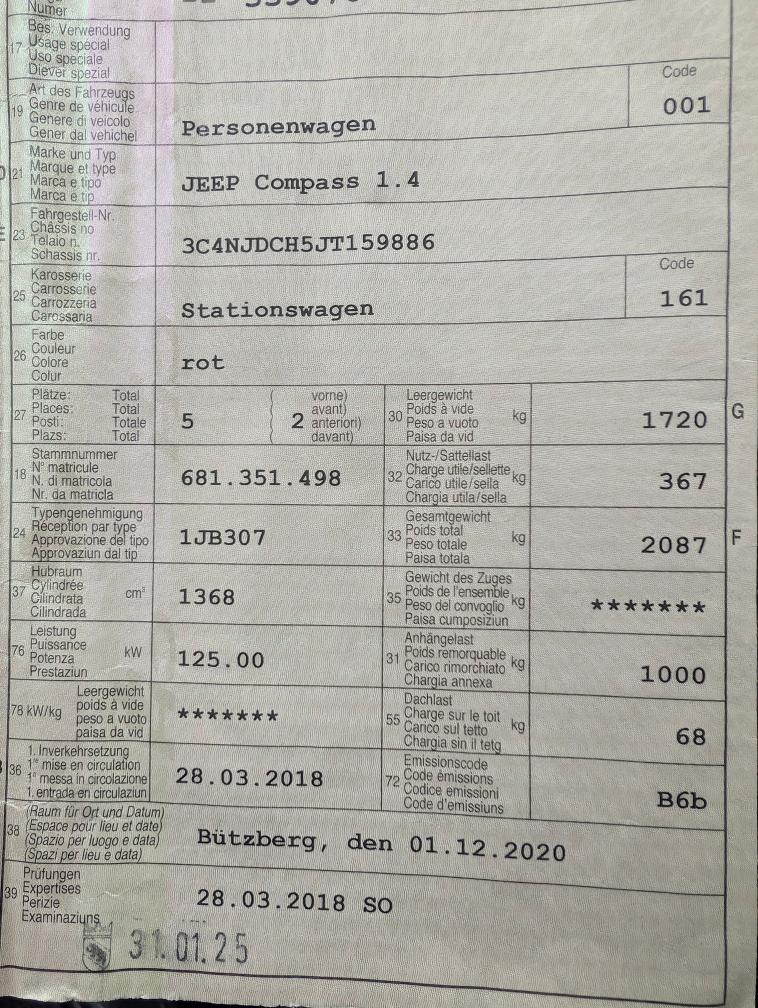 Numer
17 Bes. Verwendung
Usage spécial
Uso speciale
Diever spezial
19 Art des Fahrzeugs
Genre de véhicule
Genere di veicolo
Gener dal vehichel
Personenwagen
Code
001
21 Marke und Typ
Marque et type
Marca e tipo
Marca e tip
JEEP Compass 1.4
23 Fahrgestell-Nr.
Châssis no
Telaio n.
Schassis nr.
3C4NJDCH5JT159886
25 Karosserie
Carrosserie
Carrozzeria
Carossaria
Stationswagen
Code
161
26 Farbe
Couleur
Colore
Colur
rot
27 Plätze: Total
Places: Total
Posti: Totale
Plazs: Total
5
( vorne)
( avant)
2 anteriori)
( davant)
30 Leergewicht
Poids à vide
Peso a vuoto
Paisa da vid
kg
1720
G
18 Stammnummer
N° matricule
N. di matricola
Nr. da matricla
681.351.498
32 Nutz-/Sattellast
Charge utile/sellette
Carico utile/sella
Chargia utila/sella
kg
367
24 Typengenehmigung
Réception par type
Approvazione del tipo
Approvaziun dal tip
1JB307
33 Gesamtgewicht
Poids total
Peso totale
Paisa totala
kg
2087
F
37 Hubraum
Cylindrée
Cilindrata
Cilindrada
cm³
1368
35 Gewicht des Zuges
Poids de l'ensemble
Peso del convoglio
Paisa cumposiziun
kg
*******
76 Leistung
Puissance
Potenza
Prestaziun
kW
125.00
31 Anhängelast
Poids remorquable
Carico rimorchiato
Chargia annexa
kg
1000
78 kW/kg
Leergewicht
poids à vide
peso a vuoto
paisa da vid
*******
55 Dachlast
Charge sur le toit
Carico sul tetto
Chargia sin il tetg
kg
68
36 1. Inverkehrsetzung
1re mise en circulation
1a messa in circolazione
1. entrada en circulaziun
28.03.2018
72 Emissionscode
Code émissions
Codice emissioni
Code d'emissiuns
B6b
38 (Raum für Ort und Datum)
(Espace pour lieu et date)
(Spazio per luogo e data)
(Spazi per lieu e data)
Bützberg, den 01.12.2020
39 Prüfungen
Expertises
Perizie
Examinaziuns
28.03.2018 SO
31.01.25